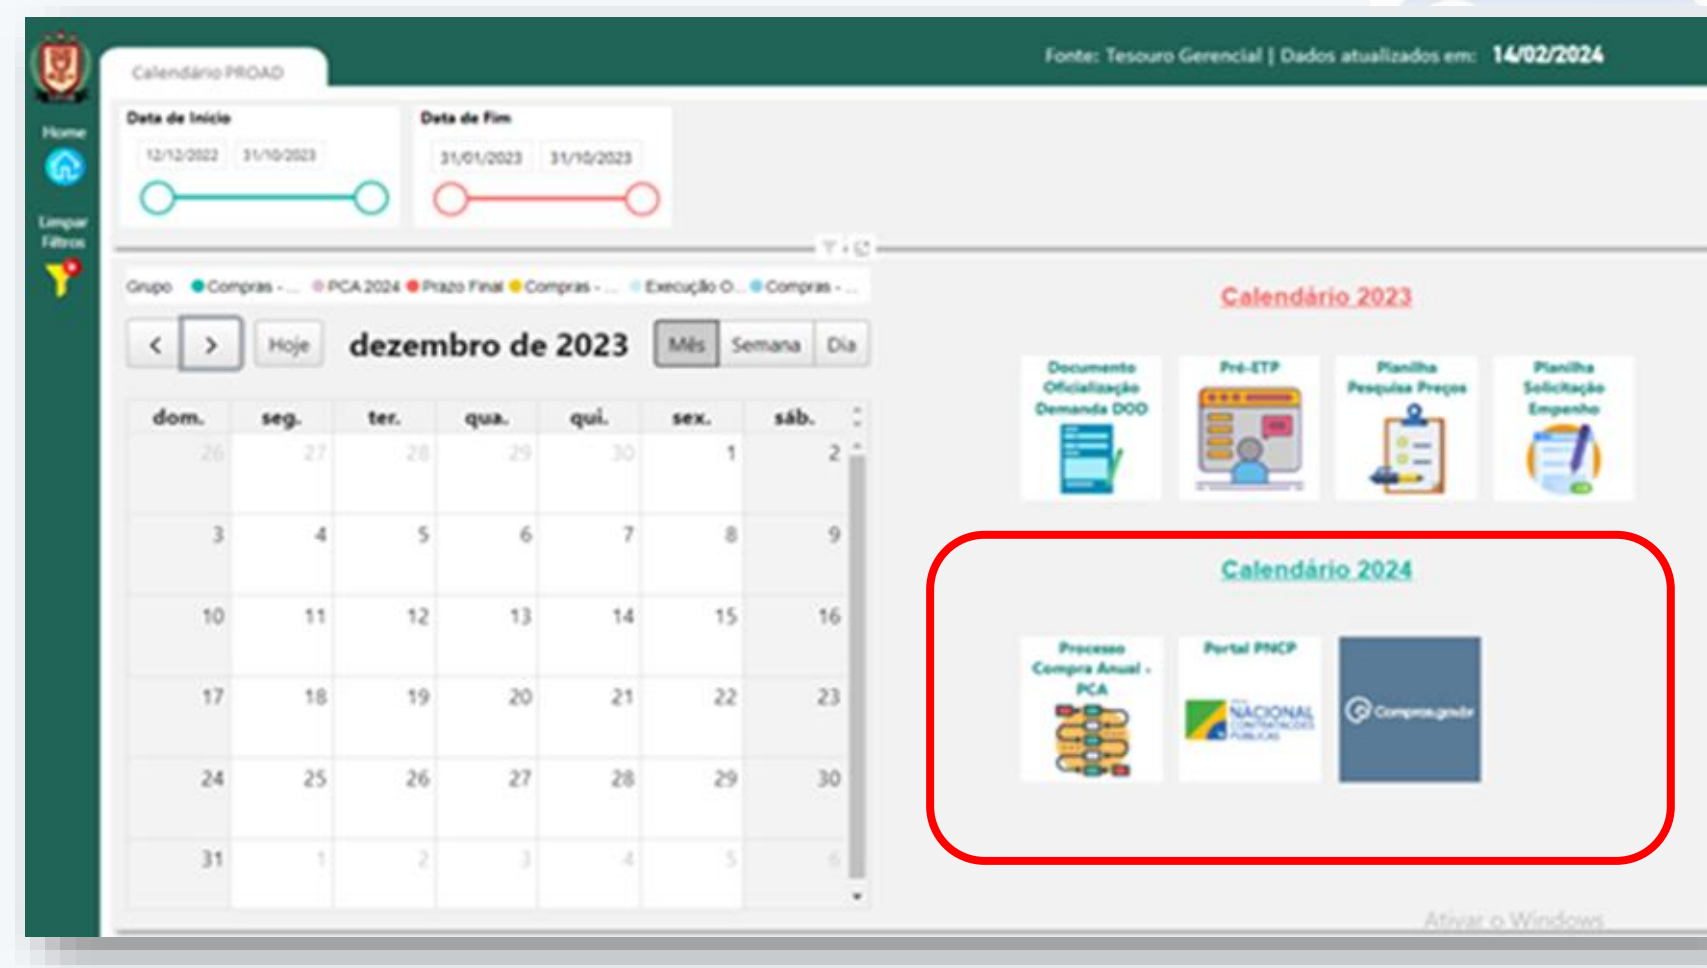 Calendário PROAD
Fonte: Tesouro Gerencial | Dados atualizados em: 14/02/2024
Home
Limpar
Filtros
Data de Início
12/12/2022 31/10/2023
Data de Fim
31/01/2023 31/10/2023
Grupo Compras - ... PCA 2024 Prazo Final Compras - ... Execução O... Compras - ...
< > Hoje dezembro de 2023 Mês Semana Dia
dom. seg. ter. qua. qui. sex. sáb.
26 27 28 29 30 1 2
3 4 5 6 7 8 9
10 11 12 13 14 15 16
17 18 19 20 21 22 23
24 25 26 27 28 29 30
31 1 2 3 4 5 6
Calendário 2023
Documento
Oficialização
Demanda DOD
Pré-ETP
Planilha
Pesquisa Preços
Planilha
Solicitação
Empenho
Calendário 2024
Processo
Compra Anual -
PCA
Portal PNCP
NACIONAL
CONTRATAÇÕES
PÚBLICAS
Compras.gov.br
Ativar o Windows